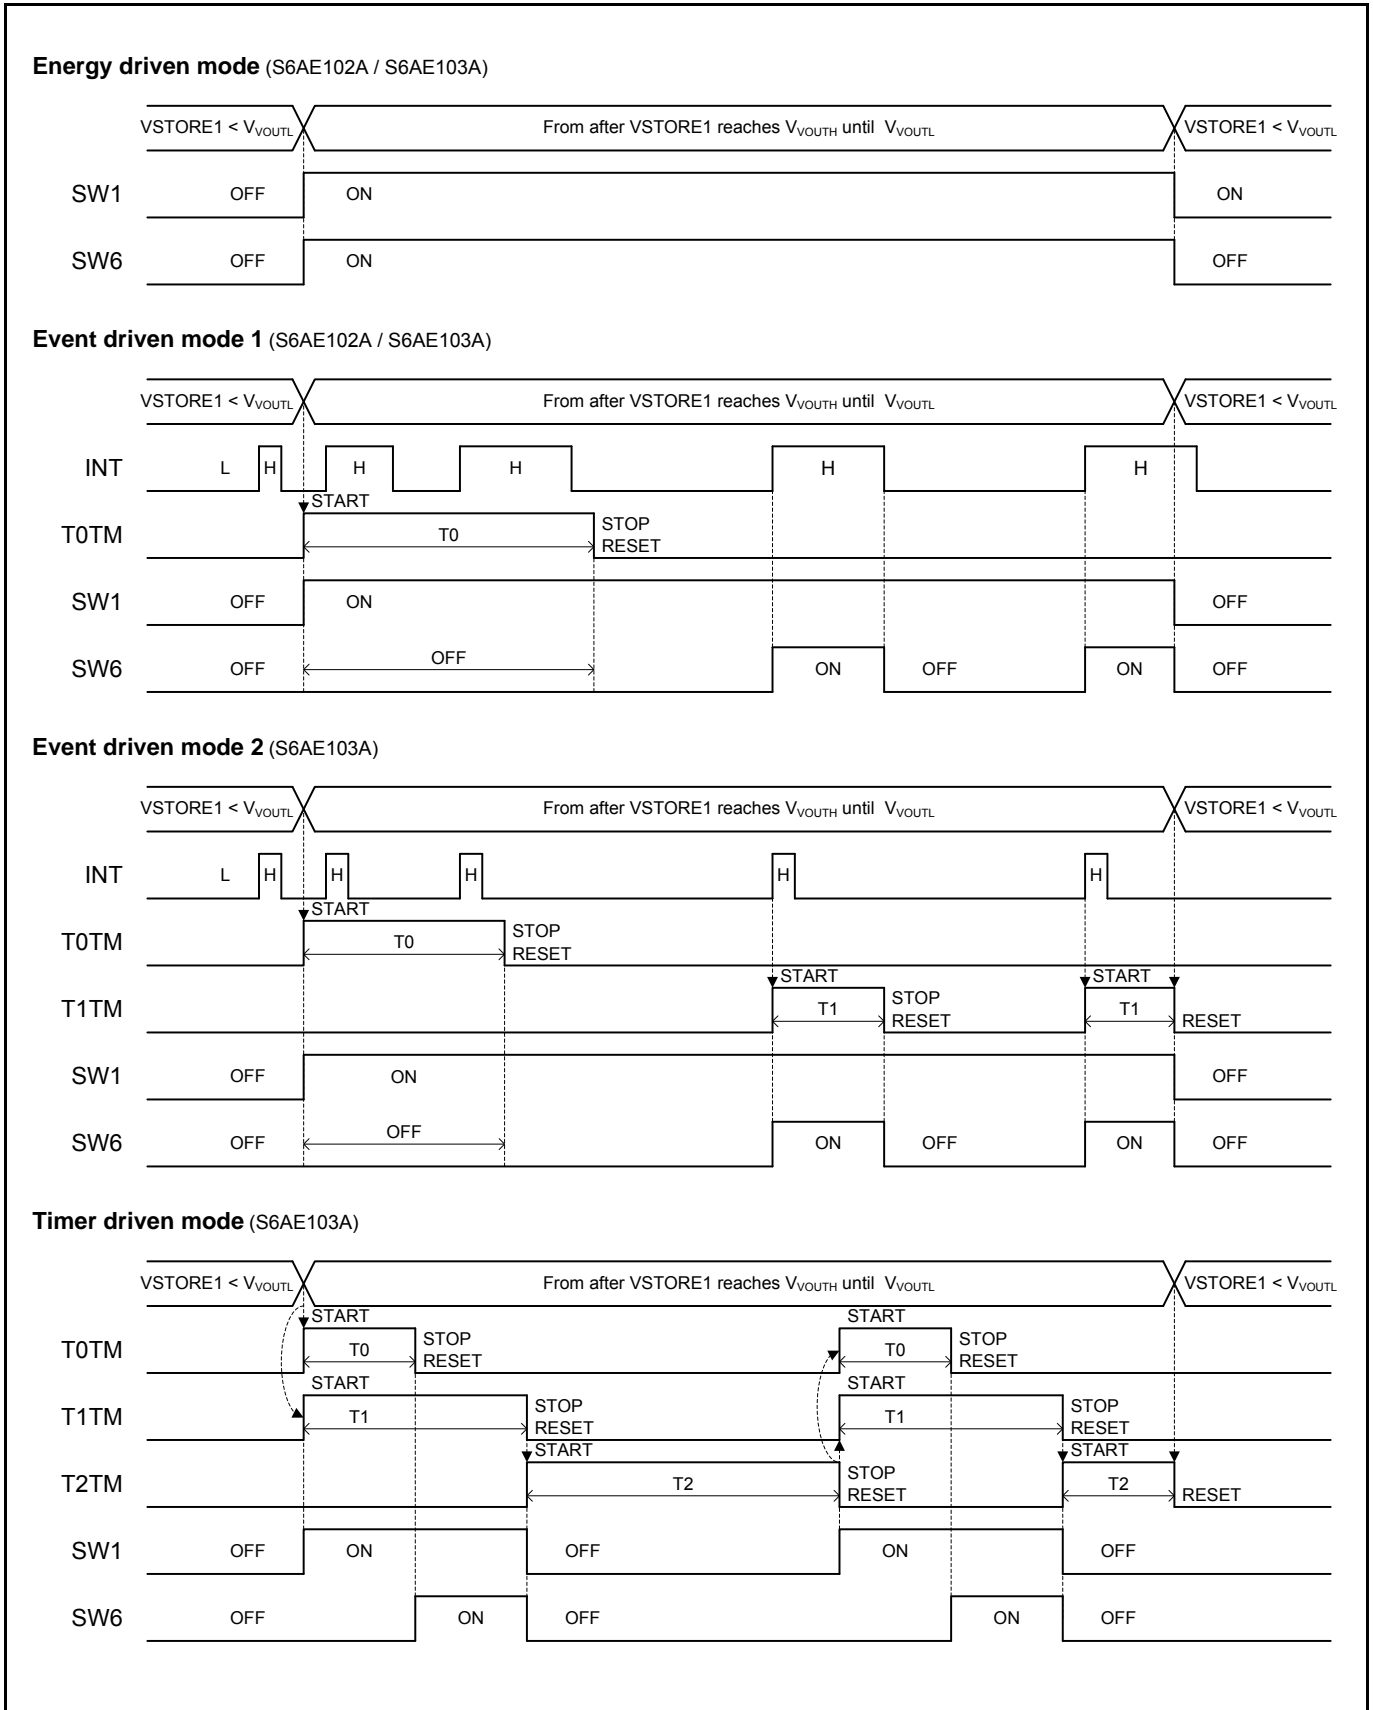 Energy driven mode (S6AE102A / S6AE103A)
VSTORE1 < VVOUTL From after VSTORE1 reaches VVOUTH until VVOUTL VSTORE1 < VVOUTL
SW1 OFF ON ON
SW6 OFF ON OFF
Event driven mode 1 (S6AE102A / S6AE103A)
VSTORE1 < VVOUTL From after VSTORE1 reaches VVOUTH until VVOUTL VSTORE1 < VVOUTL
INT L H H H H H
START
T0TM T0 STOP
RESET
SW1 OFF ON OFF
SW6 OFF OFF ON OFF ON OFF
Event driven mode 2 (S6AE103A)
VSTORE1 < VVOUTL From after VSTORE1 reaches VVOUTH until VVOUTL VSTORE1 < VVOUTL
INT L H H H H H
START
T0TM T0 STOP
RESET
START START
T1TM T1 STOP T1
RESET RESET
SW1 OFF ON OFF
SW6 OFF OFF ON OFF ON OFF
Timer driven mode (S6AE103A)
VSTORE1 < VVOUTL From after VSTORE1 reaches VVOUTH until VVOUTL VSTORE1 < VVOUTL
START START
T0TM T0 STOP T0 STOP
RESET RESET
START START
T1TM T1 STOP T1 STOP
RESET RESET
START START
T2TM T2 STOP T2
RESET RESET
SW1 OFF ON OFF ON OFF
SW6 OFF ON OFF ON OFF